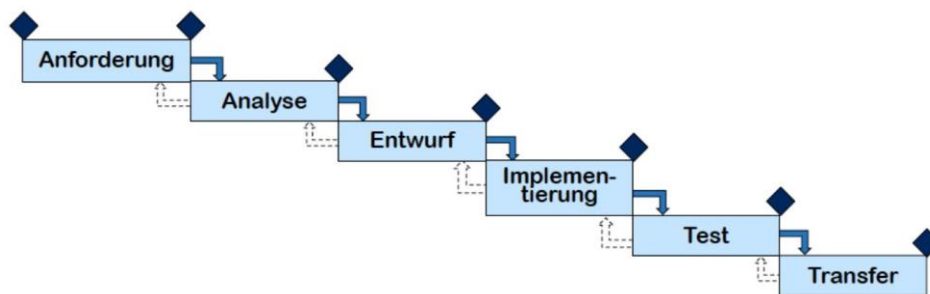 Anforderung
Analyse
Entwurf
Implemen-
tierung
Test
Transfer